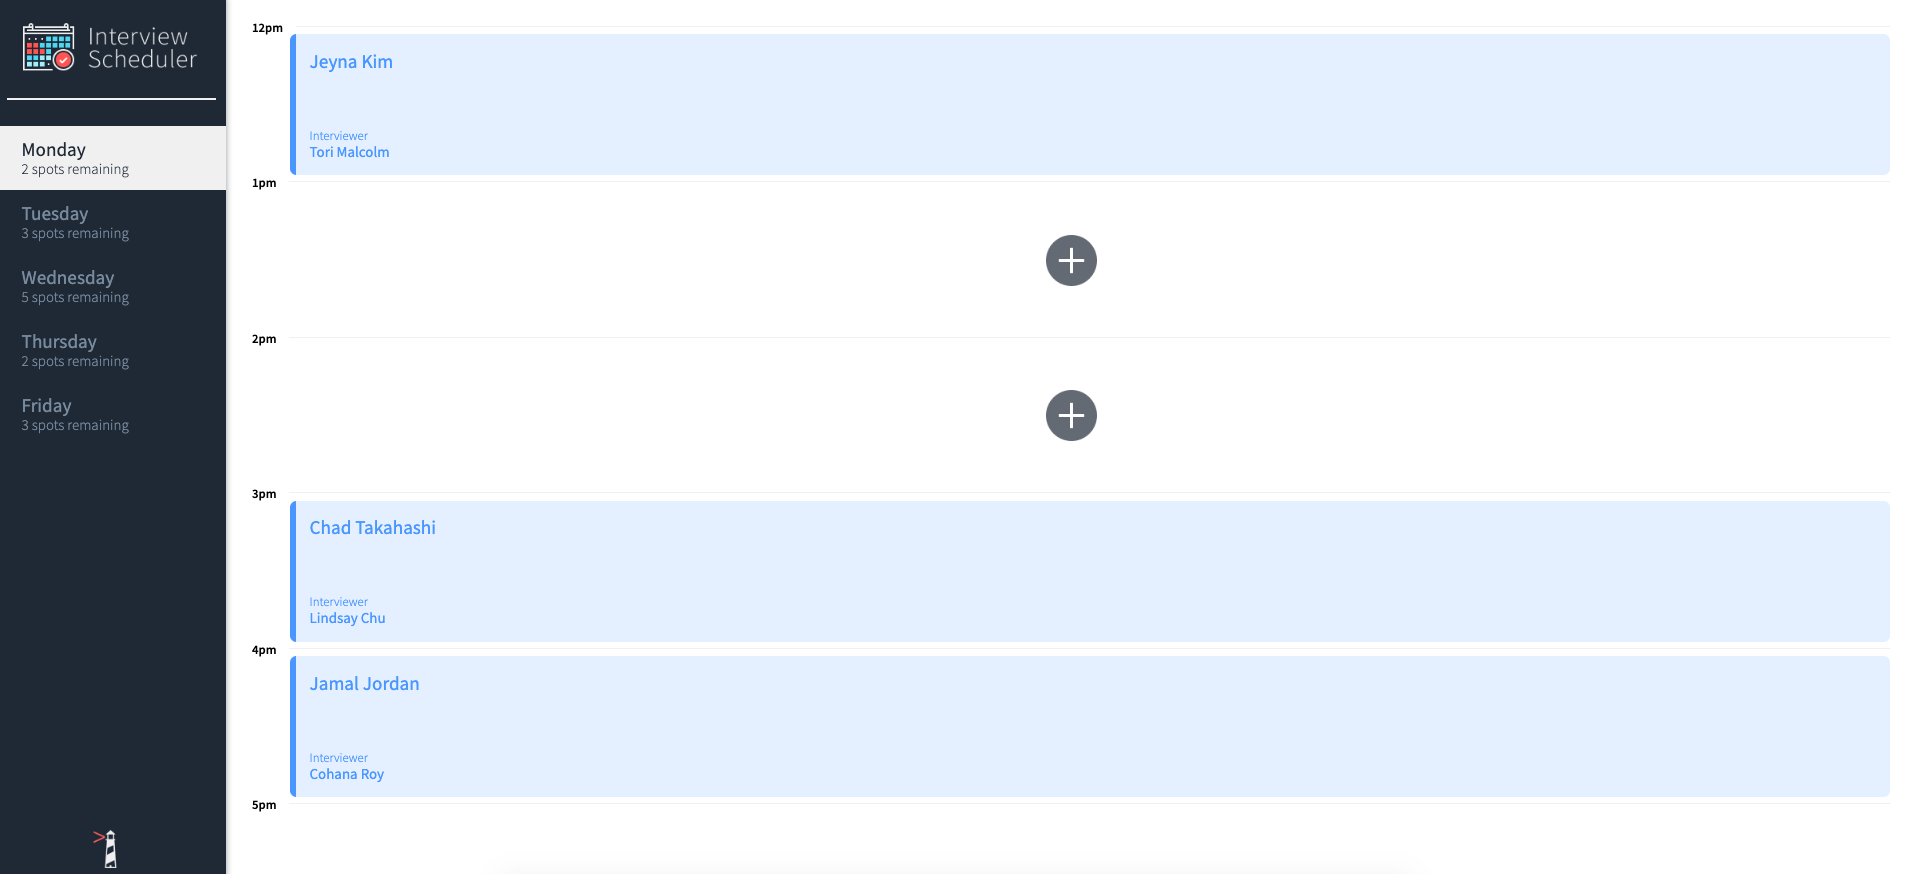 Interview
Scheduler
Monday
2 spots remaining
Tuesday
3 spots remaining
Wednesday
5 spots remaining
Thursday
2 spots remaining
Friday
3 spots remaining
12pm
Jeyna Kim
Interviewer
Tori Malcolm
1pm
2pm
3pm
Chad Takahashi
Interviewer
Lindsay Chu
4pm
Jamal Jordan
Interviewer
Cohana Roy
5pm